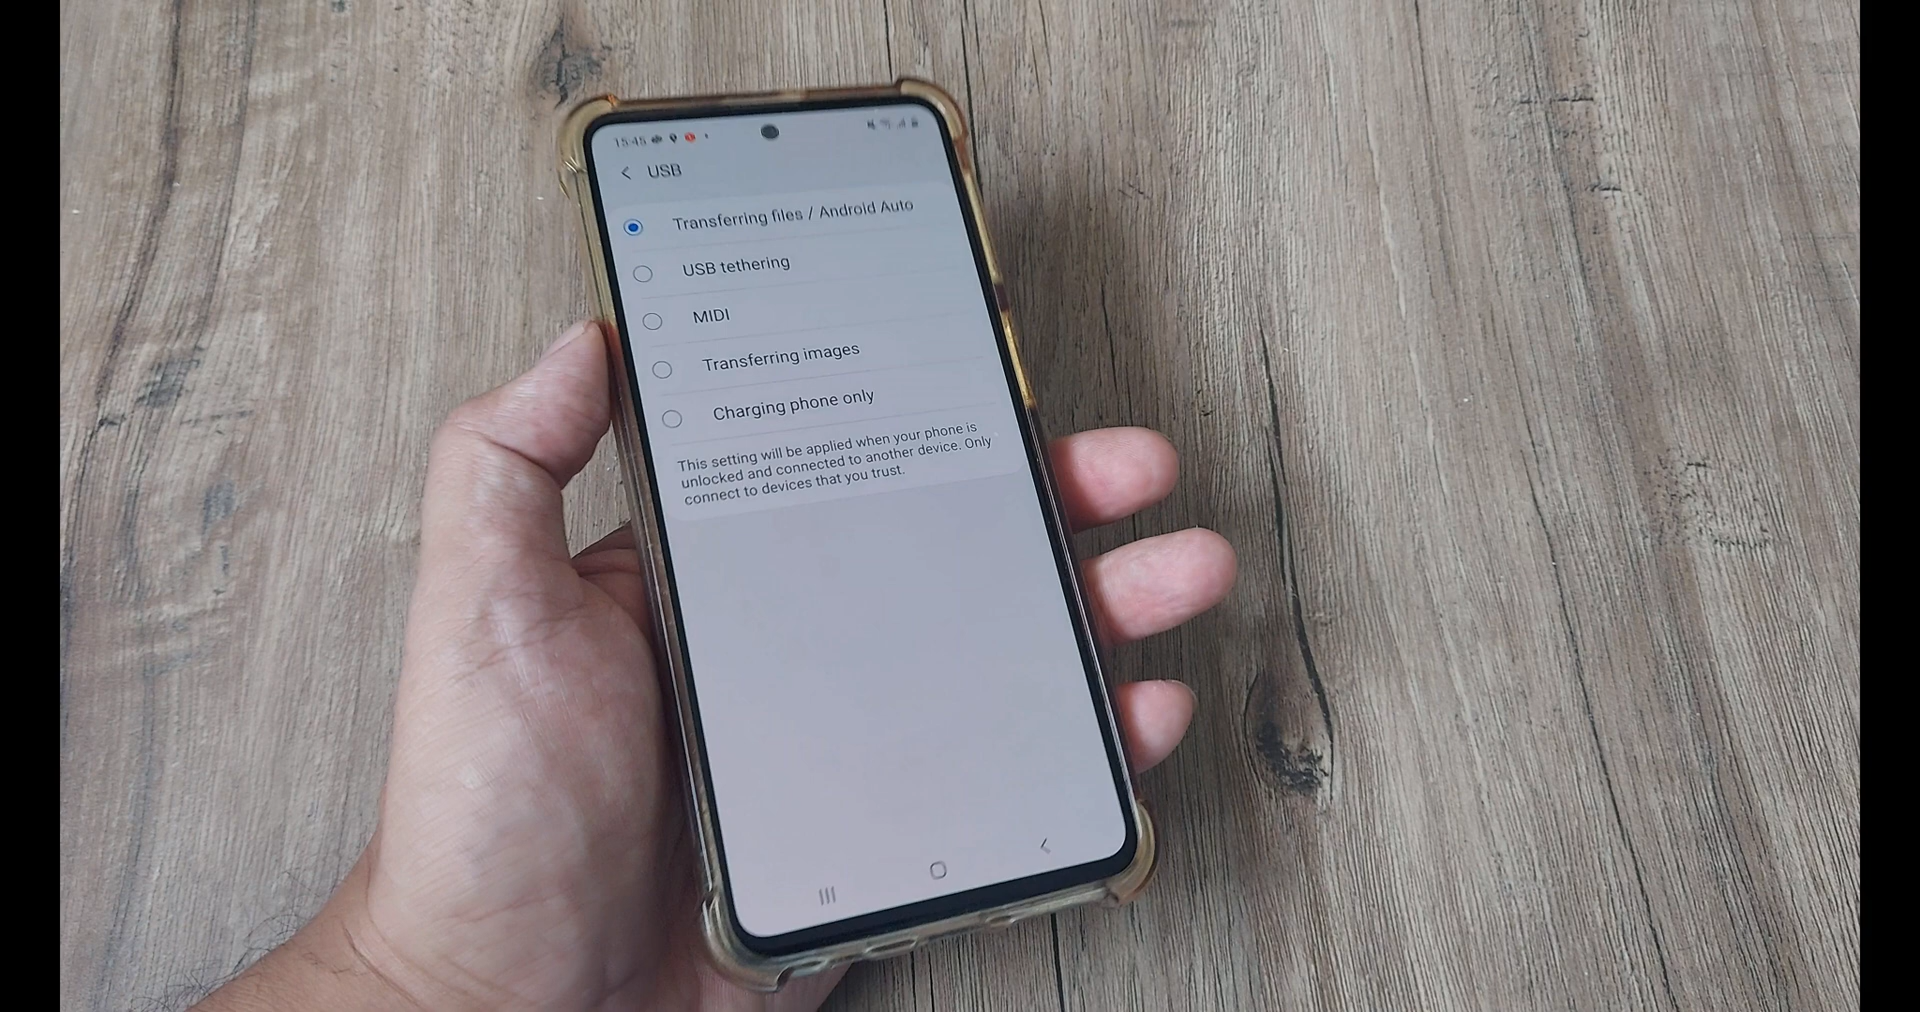 15:45
USB
Transferring files / Android Auto
USB tethering
MIDI
Transferring images
Charging phone only
This setting will be applied when your phone is
unlocked and connected to another device. Only
connect to devices that you trust.